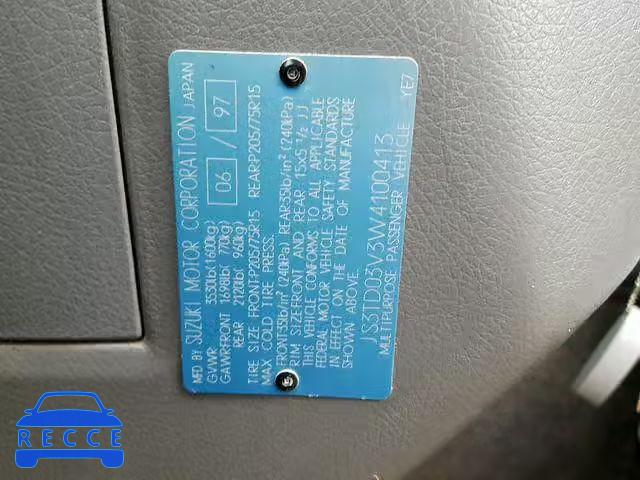 MFD BY SUZUKI MOTOR CORPORATION JAPAN
GVWR 3530lb(1600kg) 06 / 97
GAWR:FRONT 1698lb( 770kg)
REAR 2120lb( 940kg)
TIRE SIZE FRONT:P205/75R15 REAR:P205/75R15
MAX COLD TIRE PRESS.
FRONT:35lb/in² (240kPa) REAR:35lb/in² (240kPa)
RIM SIZE:FRONT AND REAR : 15x5 1/2 JJ
THIS VEHICLE CONFORMS TO ALL APPLICABLE
FEDERAL MOTOR VEHICLE SAFETY STANDARDS
IN EFFECT ON THE DATE OF MANUFACTURE
SHOWN ABOVE.
JS3TD03V3W4100413
MULTIPURPOSE PASSENGER VEHICLE YE7
RECCE